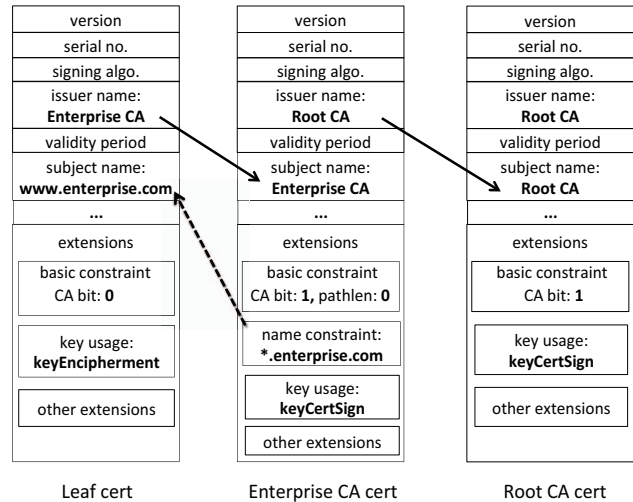 version
serial no.
signing algo.
issuer name:
Enterprise CA
validity period
subject name:
www.enterprise.com
...
extensions
basic constraint
CA bit: 0
key usage:
keyEncipherment
other extensions
Leaf cert
version
serial no.
signing algo.
issuer name:
Root CA
validity period
subject name:
Enterprise CA
...
extensions
basic constraint
CA bit: 1, pathlen: 0
name constraint:
*.enterprise.com
key usage:
keyCertSign
other extensions
Enterprise CA cert
version
serial no.
signing algo.
issuer name:
Root CA
validity period
subject name:
Root CA
...
extensions
basic constraint
CA bit: 1
key usage:
keyCertSign
other extensions
Root CA cert